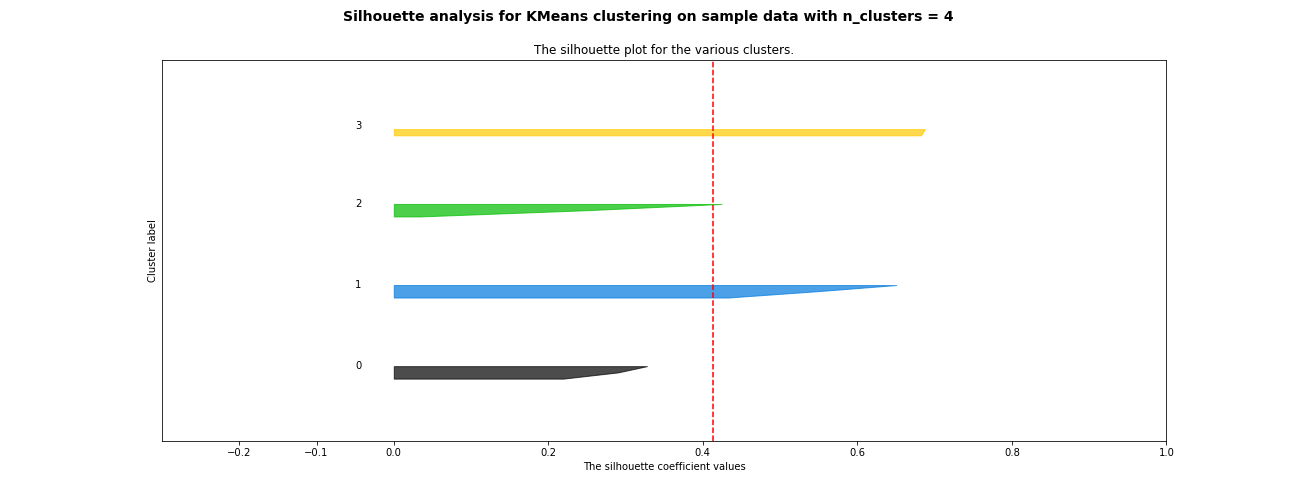 Silhouette analysis for KMeans clustering on sample data with n_clusters = 4
The silhouette plot for the various clusters.
3
2
1
0
Cluster label
−0.2 −0.1 0.0 0.2 0.4 0.6 0.8 1.0
The silhouette coefficient values